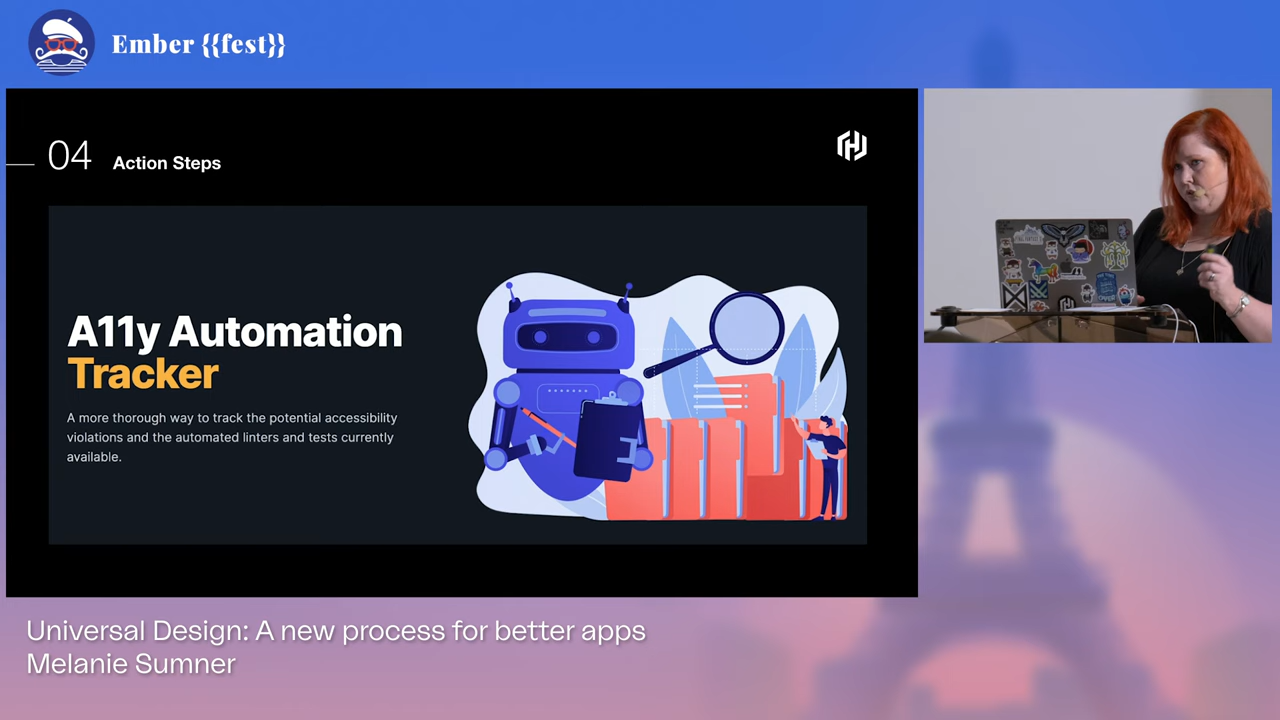 Ember {{fest}}
04 Action Steps
A11y Automation
Tracker
A more thorough way to track the potential accessibility
violations and the automated linters and tests currently
available.
Universal Design: A new process for better apps
Melanie Sumner